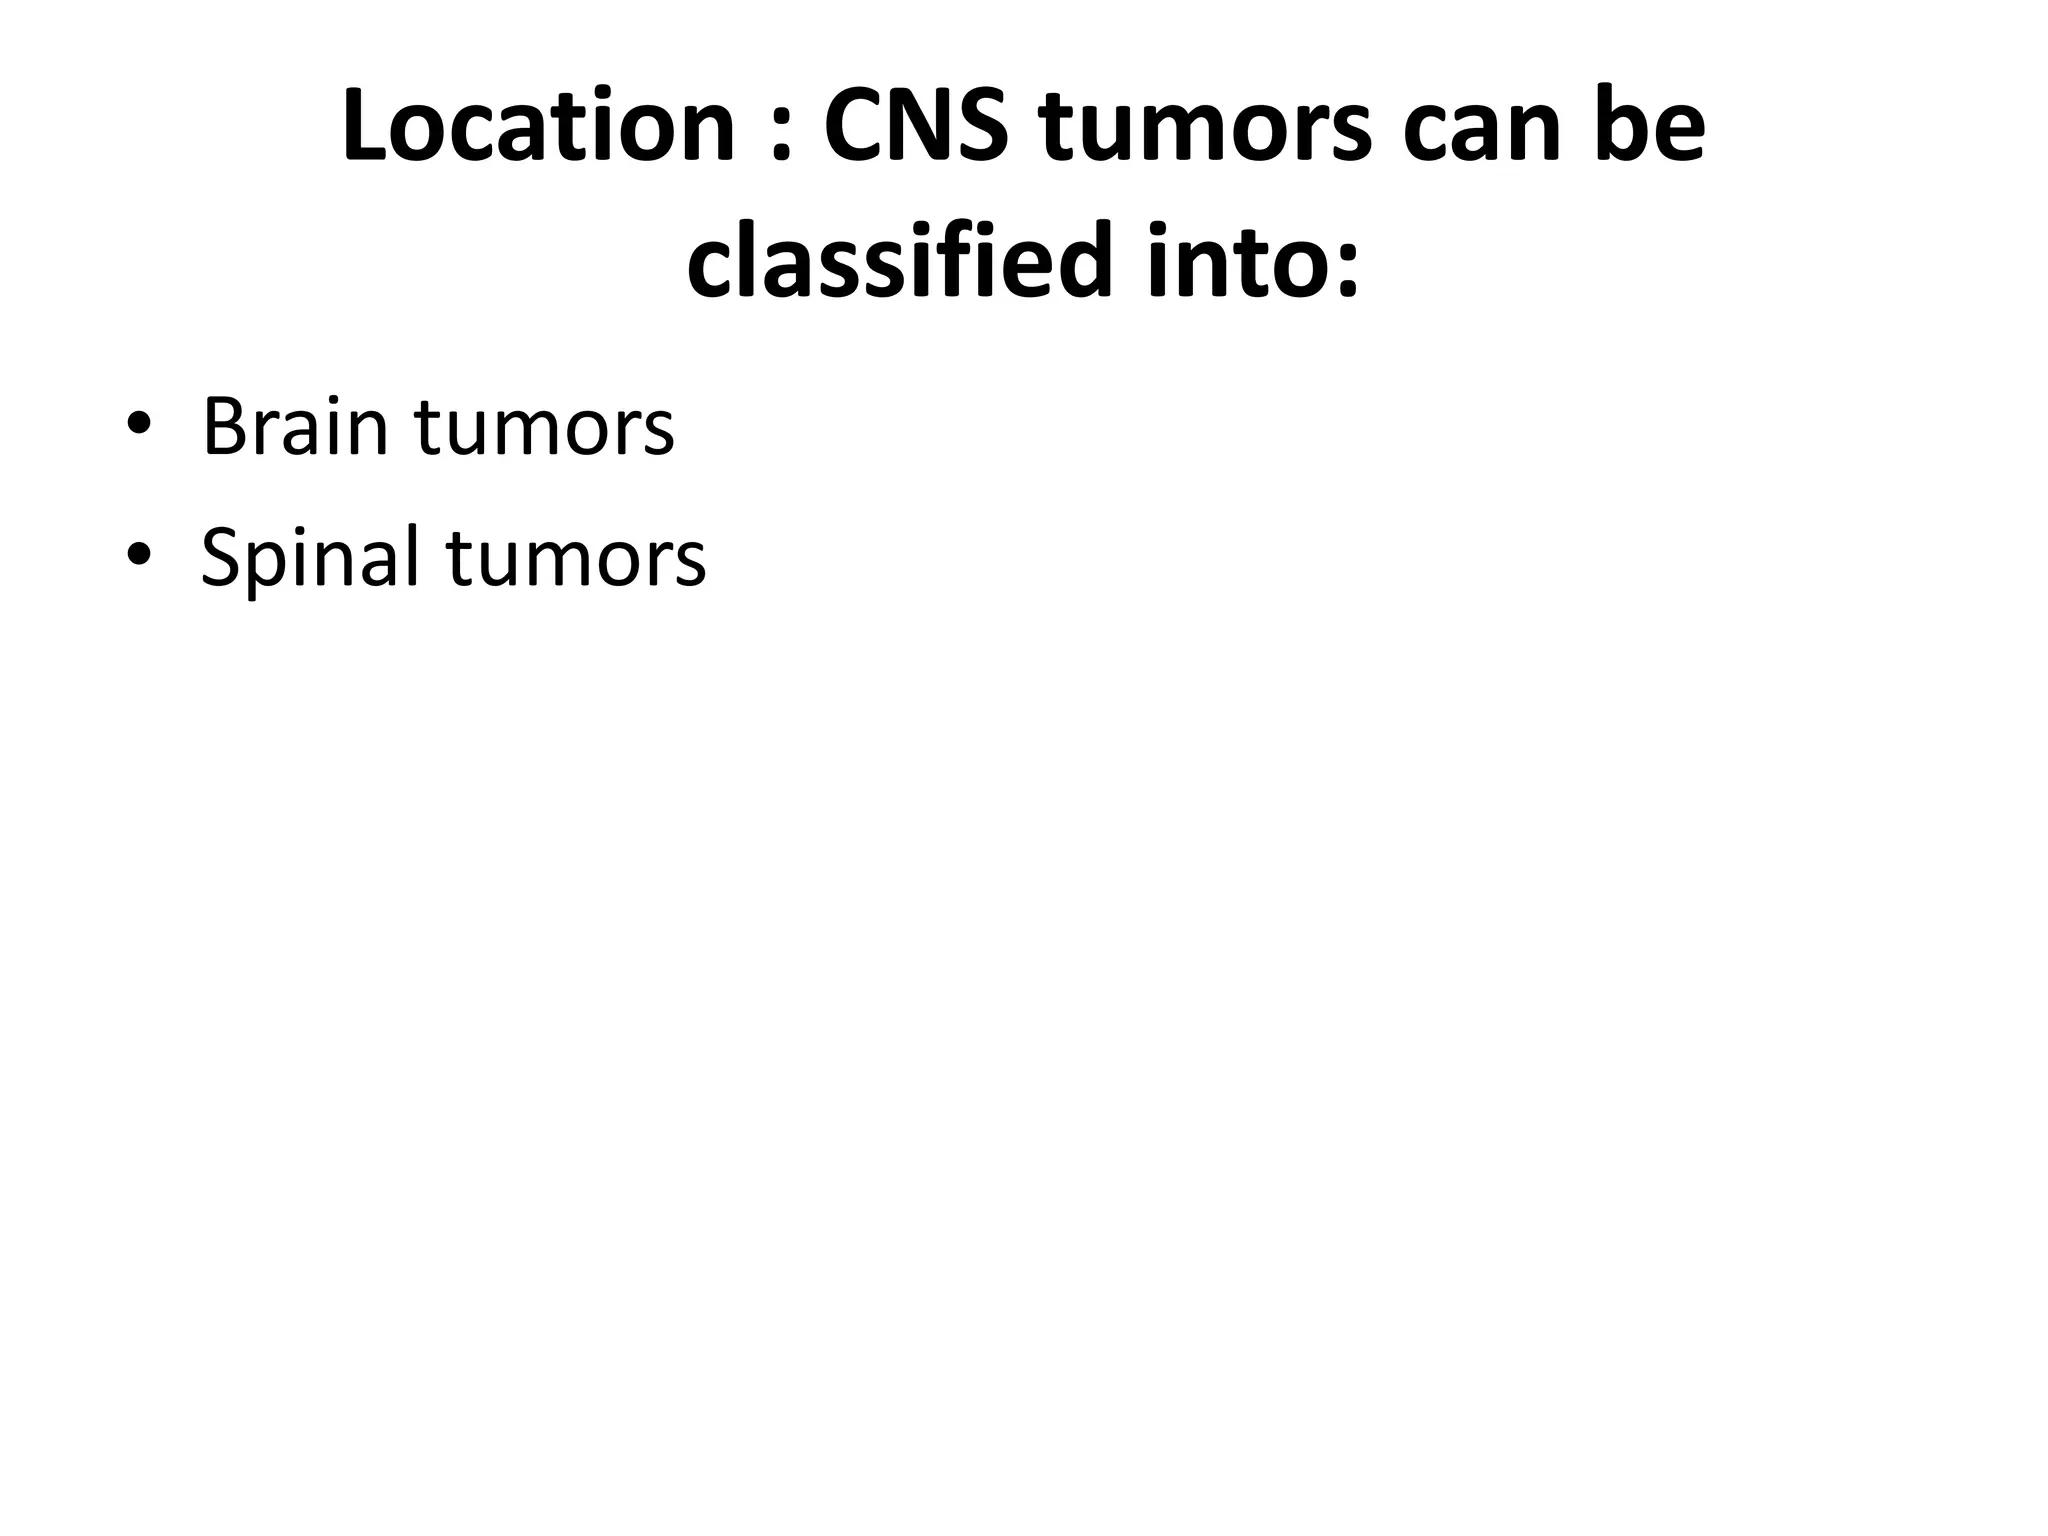 Location : CNS tumors can be
classified into:
• Brain tumors
• Spinal tumors